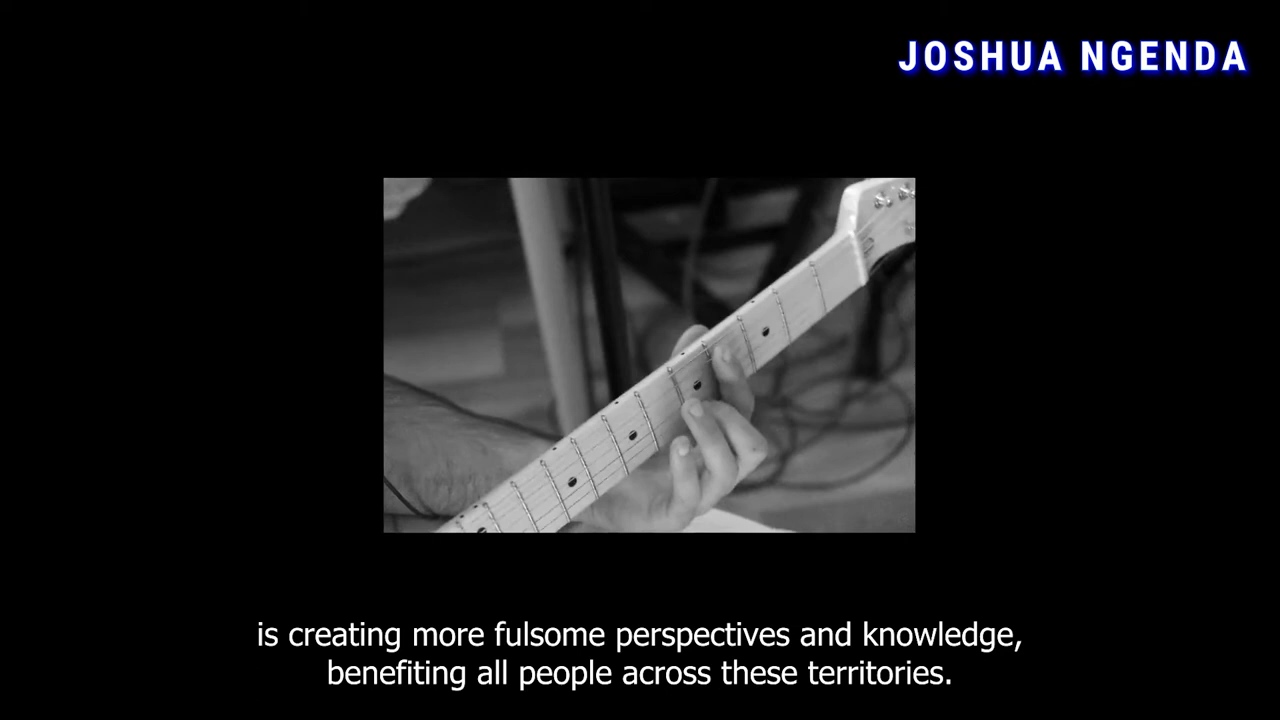 JOSHUA NGENDA
is creating more fulsome perspectives and knowledge,
benefiting all people across these territories.